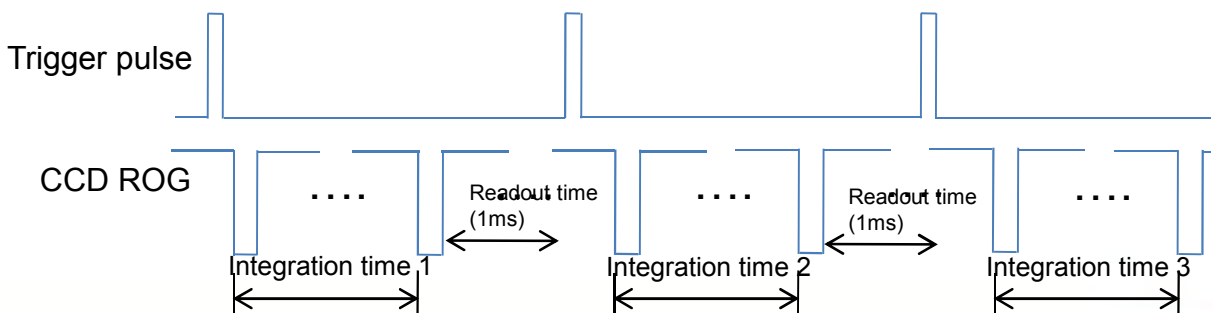 Trigger pulse
CCD ROG
....
Readout time
(1ms)
....
....
Readout time
(1ms)
....
....
Integration time 1
Integration time 2
Integration time 3